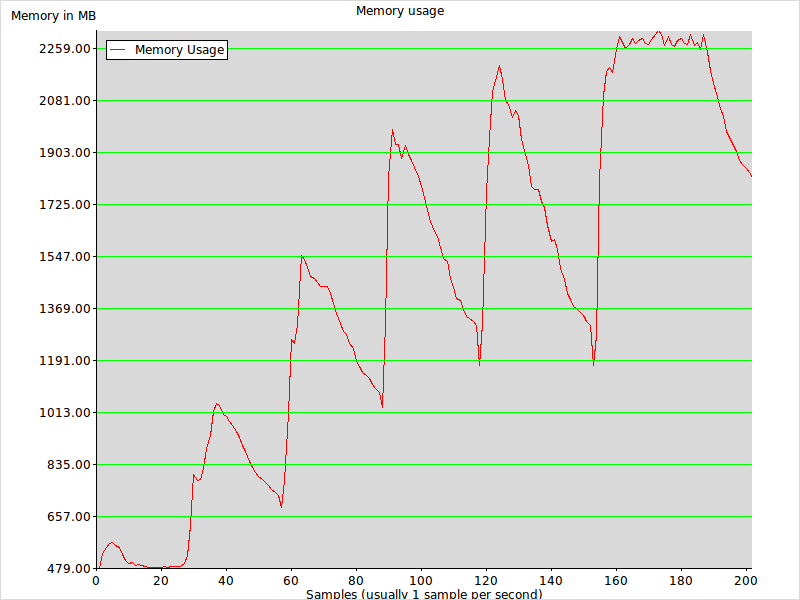 Memory usage
Memory in MB
Memory Usage
2259.00
2081.00
1903.00
1725.00
1547.00
1369.00
1191.00
1013.00
835.00
657.00
479.00
0 20 40 60 80 100 120 140 160 180 200
Samples (usually 1 sample per second)